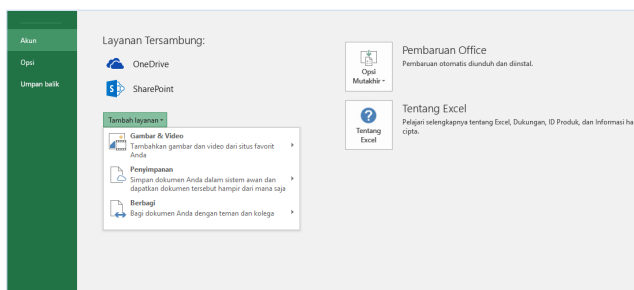 Akun
Opsi
Umpan balik
Layanan Tersambung:
OneDrive
SharePoint
Tambah layanan
Gambar & Video
Tambahkan gambar dan video dari situs favorit
Anda
Penyimpanan
Simpan dokumen Anda dalam sistem awan dan
dapatkan dokumen tersebut hampir dari mana saja
Berbagi
Bagi dokumen Anda dengan teman dan kolega
Opsi
Mutakhir
Pembaruan Office
Pembaruan otomatis diunduh dan diinstal.
Tentang
Excel
Tentang Excel
Pelajari selengkapnya tentang Excel, Dukungan, ID Produk, dan Informasi ha
cipta.